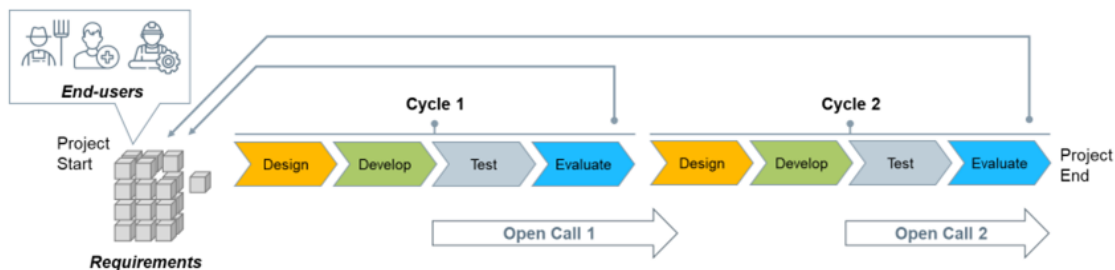 End-users
Project
Start
Requirements
Cycle 1
Design
Develop
Test
Evaluate
Open Call 1
Cycle 2
Design
Develop
Test
Evaluate
Open Call 2
Project
End